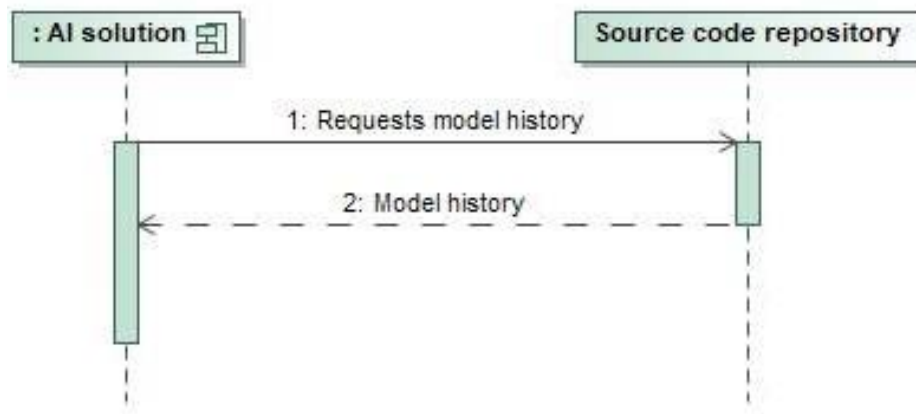 : AI solution
Source code repository
1: Requests model history
2: Model history